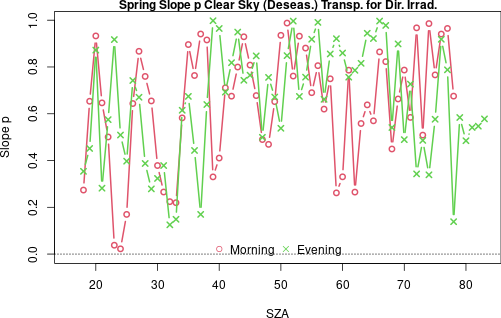 Spring Slope p Clear Sky (Deseas.) Transp. for Dir. Irrad.
1.0
0.8
0.6
0.4
0.2
0.0
Slope p
Morning Evening
20 30 40 50 60 70 80
SZA